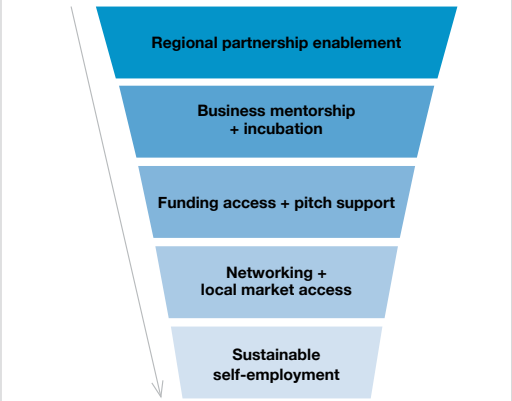 Regional partnership enablement
Business mentorship
+ incubation
Funding access + pitch support
Networking +
local market access
Sustainable
self-employment